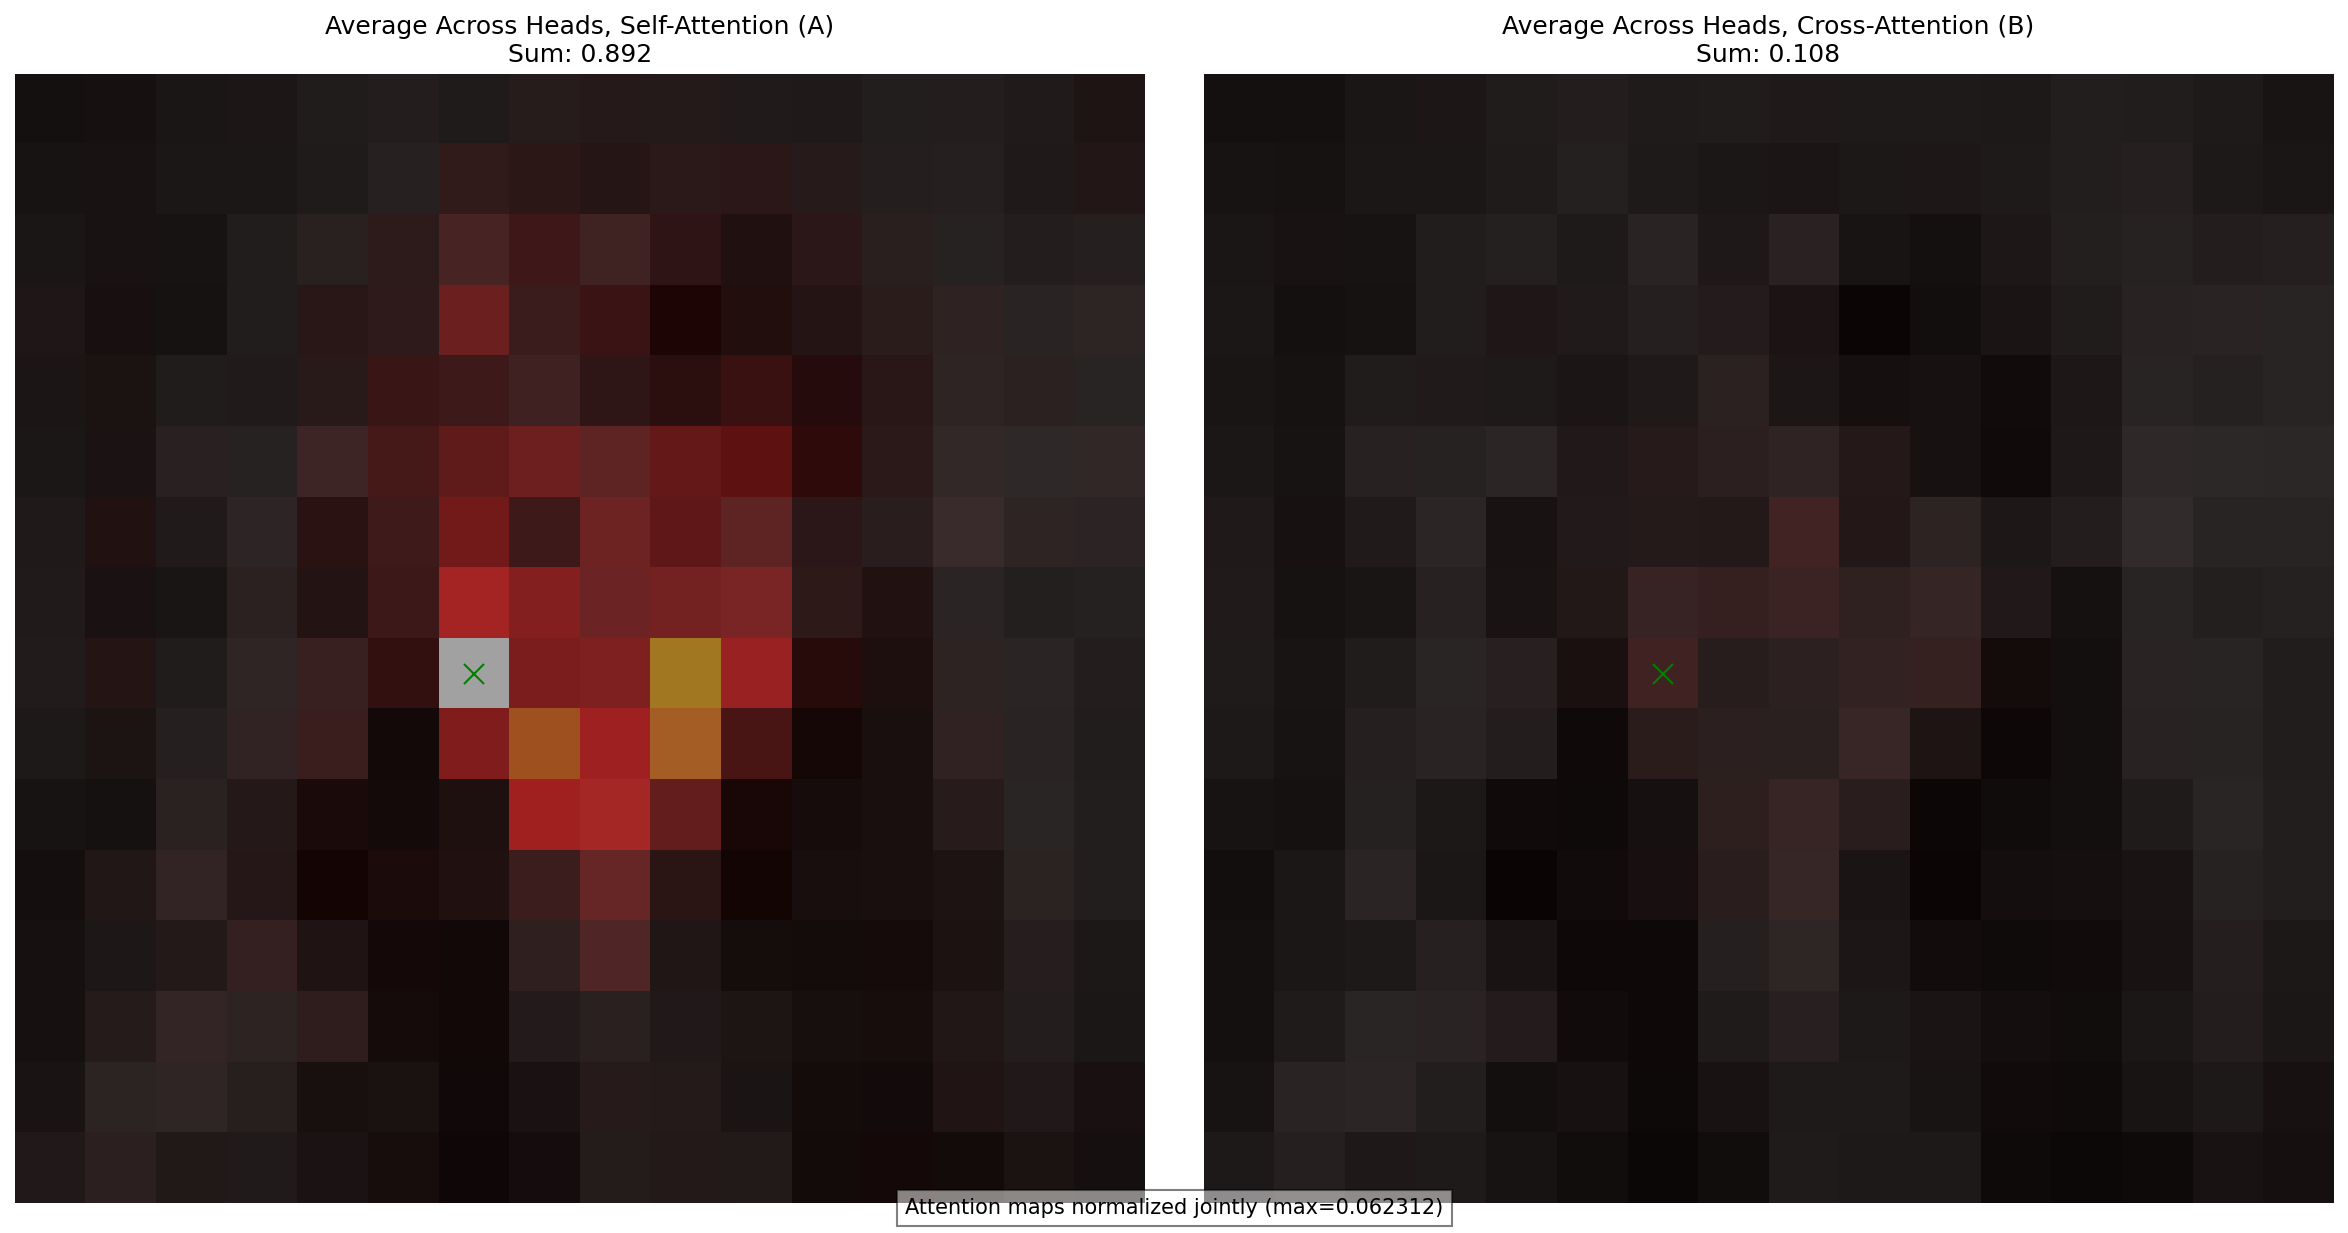 Average Across Heads, Self-Attention (A)
Sum: 0.892
Average Across Heads, Cross-Attention (B)
Sum: 0.108
Attention maps normalized jointly (max=0.062312)